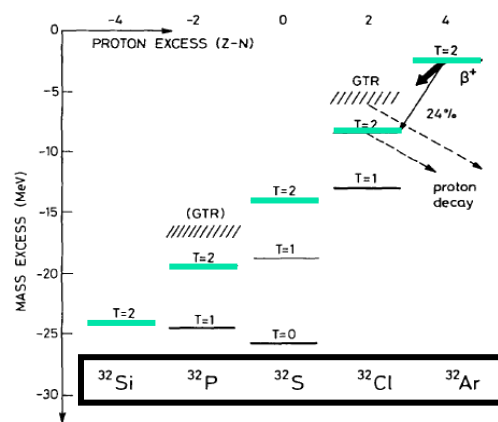 -4 -2 0 2 4
PROTON EXCESS (Z-N)
0
-5
-10
-15
-20
-25
-30
MASS EXCESS (MeV)
T=2
β⁺
GTR
24%
T=2
proton
decay
T=1
T=2
(GTR)
T=1
T=2
T=2
T=1
T=0
³²Si ³²P ³²S ³²Cl ³²Ar